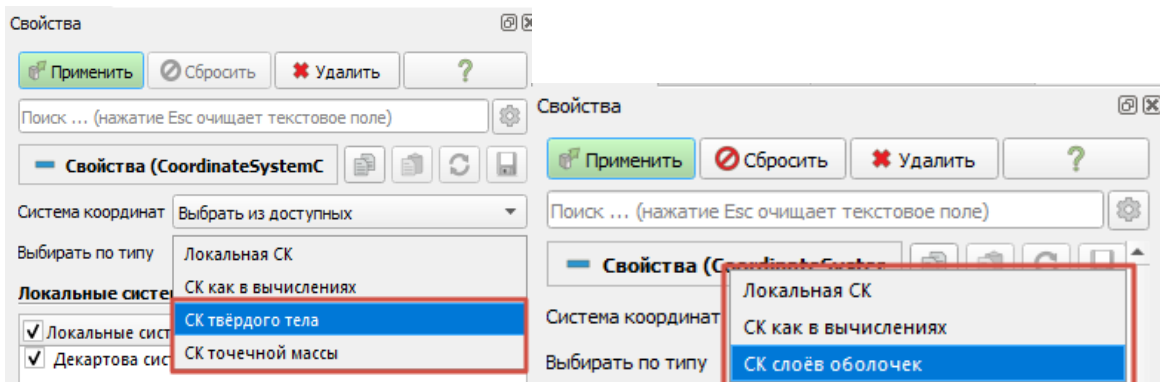 Свойства
Применить Сбросить Удалить ?
Поиск ... (нажатие Esc очищает текстовое поле)
Свойства (CoordinateSystemC
Система координат Выбрать из доступных
Выбирать по типу
Локальная СК
СК как в вычислениях
Локальные
СК твёрдого тела
Локальные
СК точечной массы
Декартова
Свойства
Применить Сбросить Удалить ?
Поиск ... (нажатие Esc очищает текстовое поле)
Свойства
Локальная СК
Система координат
СК как в вычислениях
Выбирать по типу
СК слоёв оболочек